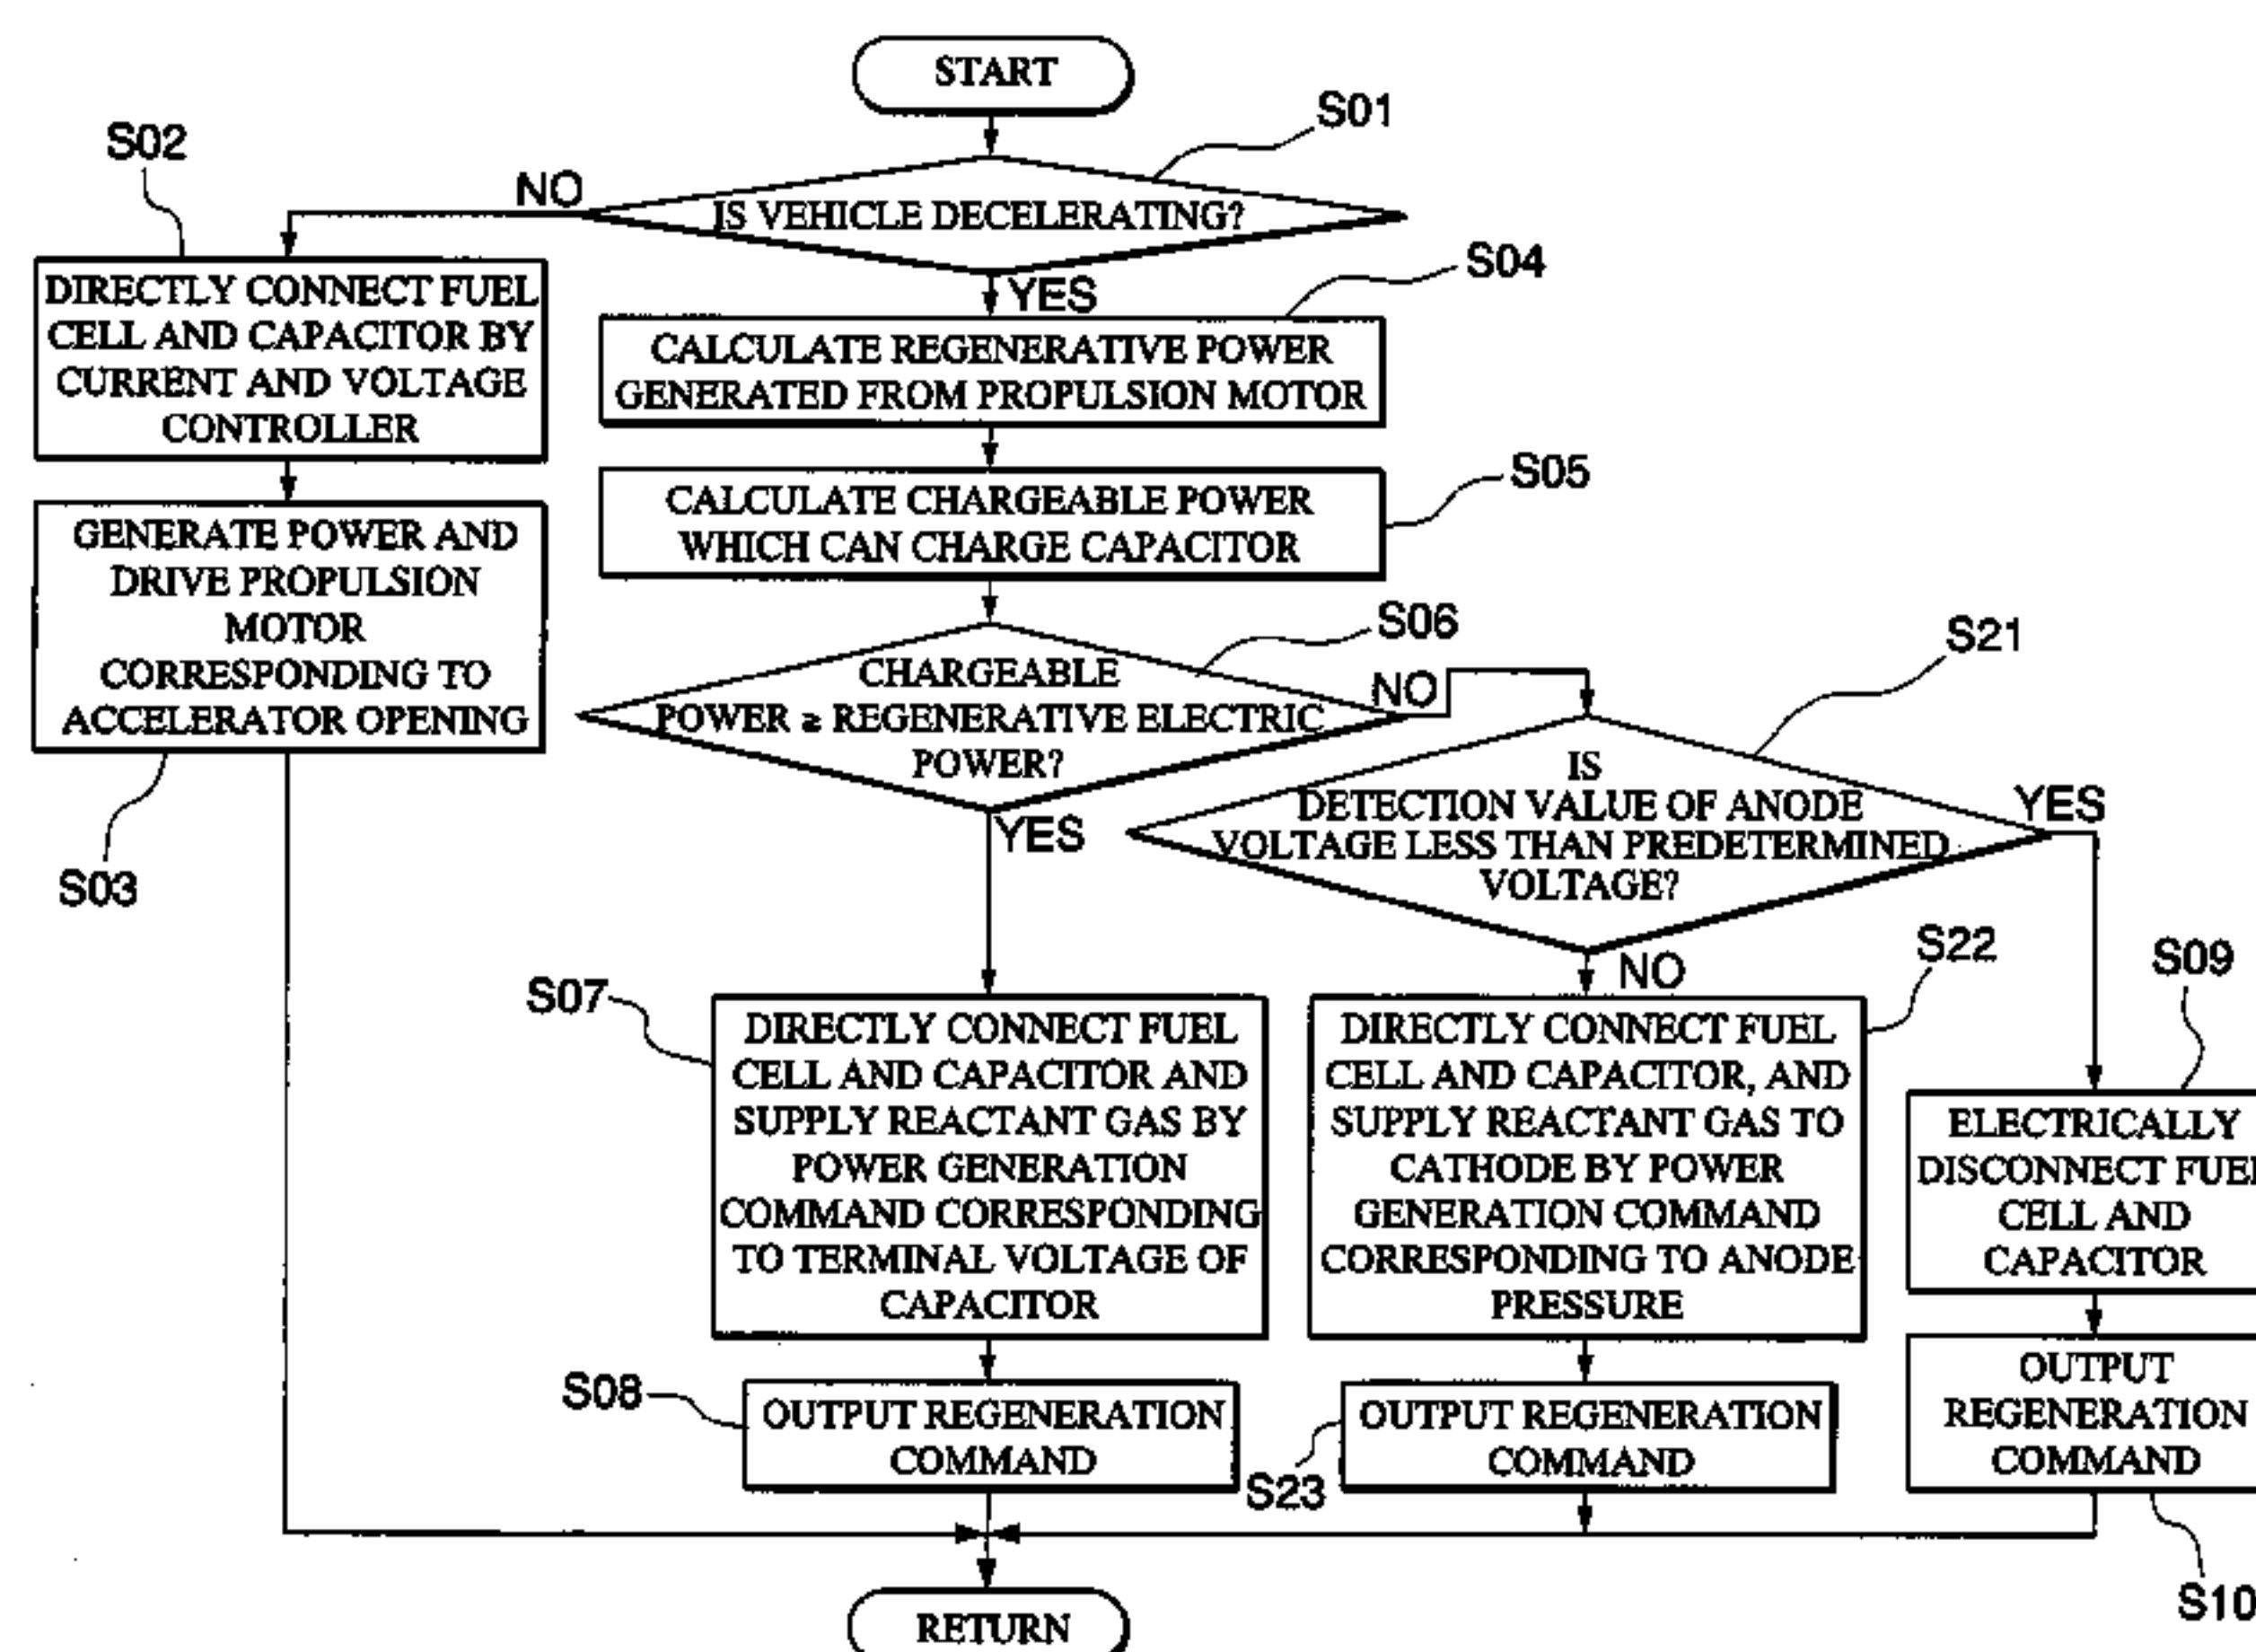 START
S01
S02
NO
IS VEHICLE DECELERATING?
YES
S04
DIRECTLY CONNECT FUEL
CELL AND CAPACITOR BY
CURRENT AND VOLTAGE
CONTROLLER
CALCULATE REGENERATIVE POWER
GENERATED FROM PROPULSION MOTOR
S05
CALCULATE CHARGEABLE POWER
WHICH CAN CHARGE CAPACITOR
GENERATE POWER AND
DRIVE PROPULSION
MOTOR
CORRESPONDING TO
ACCELERATOR OPENING
S03
S06
CHARGEABLE
POWER ≥ REGENERATIVE ELECTRIC
POWER?
NO
YES
S21
IS
DETECTION VALUE OF ANODE
VOLTAGE LESS THAN PREDETERMINED
VOLTAGE?
YES
NO
S07
DIRECTLY CONNECT FUEL
CELL AND CAPACITOR AND
SUPPLY REACTANT GAS BY
POWER GENERATION
COMMAND CORRESPONDING
TO TERMINAL VOLTAGE OF
CAPACITOR
S22
DIRECTLY CONNECT FUEL
CELL AND CAPACITOR, AND
SUPPLY REACTANT GAS TO
CATHODE BY POWER
GENERATION COMMAND
CORRESPONDING TO ANODE
PRESSURE
S09
ELECTRICALLY
DISCONNECT FUEL
CELL AND
CAPACITOR
S08
OUTPUT REGENERATION
COMMAND
S23
OUTPUT REGENERATION
COMMAND
OUTPUT
REGENERATION
COMMAND
S10
RETURN